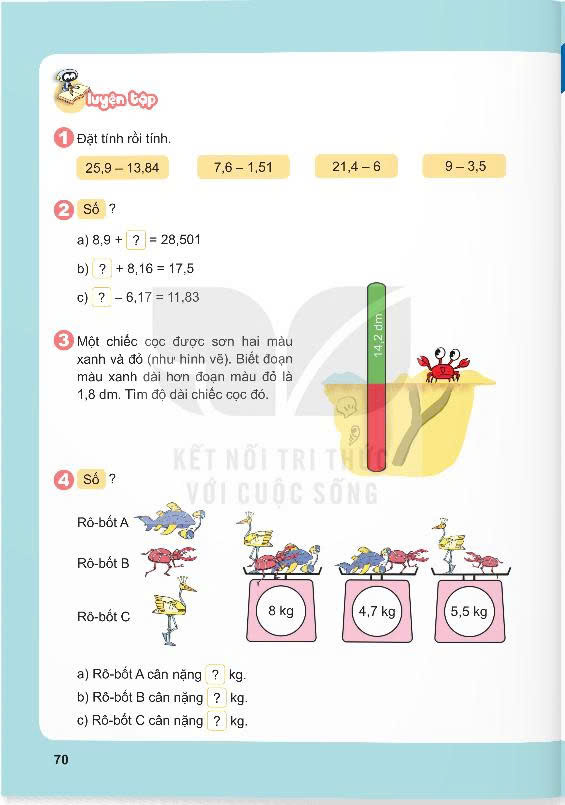 Luyện tập
1 Đặt tính rồi tính.
25,9 – 13,84 7,6 – 1,51 21,4 – 6 9 – 3,5
2 Số ?
a) 8,9 + ? = 28,501
b) ? + 8,16 = 17,5
c) ? – 6,17 = 11,83
3 Một chiếc cọc được sơn hai màu
xanh và đỏ (như hình vẽ). Biết đoạn
màu xanh dài hơn đoạn màu đỏ là
1,8 dm. Tìm độ dài chiếc cọc đó.
14,2 dm
KẾT NỐI TRI THỨC
VỚI CUỘC SỐNG
4 Số ?
Rô-bốt A
Rô-bốt B
Rô-bốt C
8 kg 4,7 kg 5,5 kg
a) Rô-bốt A cân nặng ? kg.
b) Rô-bốt B cân nặng ? kg.
c) Rô-bốt C cân nặng ? kg.
70